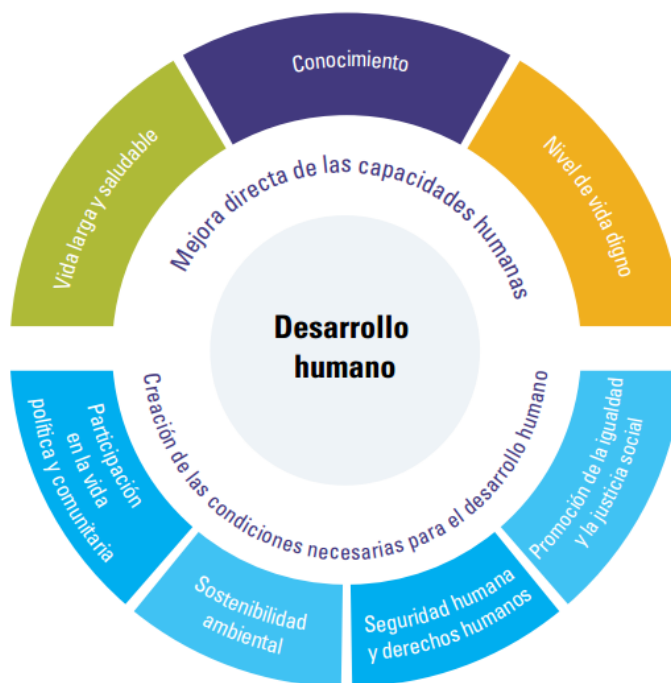 Conocimiento
Vida larga y saludable
Nivel de vida digno
Mejora directa de las capacidades humanas
Desarrollo
humano
Creación de las condiciones necesarias para el desarrollo humano
Participación
en la vida
política y comunitaria
Sostenibilidad
ambiental
Seguridad humana
y derechos humanos
Promoción de la igualdad
y la justicia social